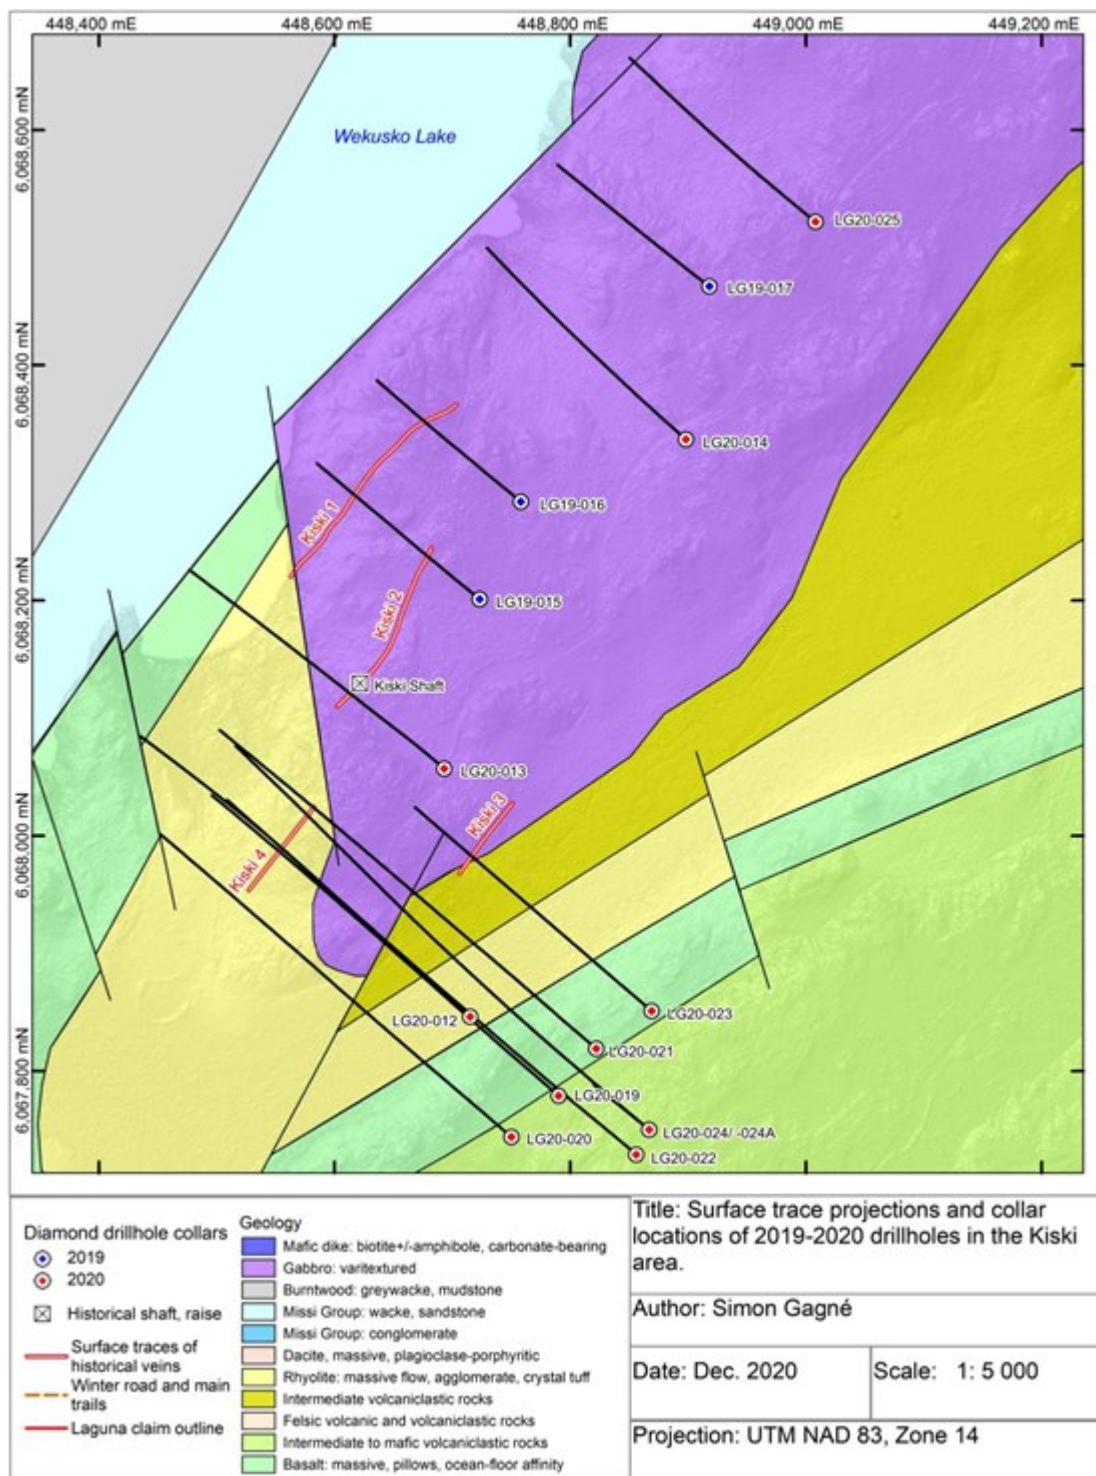 448,400 mE
448,600 mE
448,800 mE
449,000 mE
449,200 mE
6,068,600 mN
6,068,400 mN
6,068,200 mN
6,068,000 mN
6,067,800 mN
Wekusko Lake
LG20-025
LG19-017
LG20-014
LG19-016
Kiski 1
LG19-015
Kiski 2
Kiski Shaft
LG20-013
Kiski 3
Kiski 4
LG20-023
LG20-012
LG20-021
LG20-019
LG20-024/ -024A
LG20-020
LG20-022
Diamond drillhole collars
2019
2020
Historical shaft, raise
Surface traces of
historical veins
Winter road and main
trails
Laguna claim outline
Geology
Mafic dike: biotite+/-amphibole, carbonate-bearing
Gabbro: varitextured
Burntwood: greywacke, mudstone
Missi Group: wacke, sandstone
Missi Group: conglomerate
Dacite, massive, plagioclase-porphyritic
Rhyolite: massive flow, agglomerate, crystal tuff
Intermediate volcaniclastic rocks
Felsic volcanic and volcaniclastic rocks
Intermediate to mafic volcaniclastic rocks
Basalt: massive, pillows, ocean-floor affinity
Title: Surface trace projections and collar
locations of 2019-2020 drillholes in the Kiski
area.
Author: Simon Gagné
Date: Dec. 2020
Scale: 1: 5 000
Projection: UTM NAD 83, Zone 14